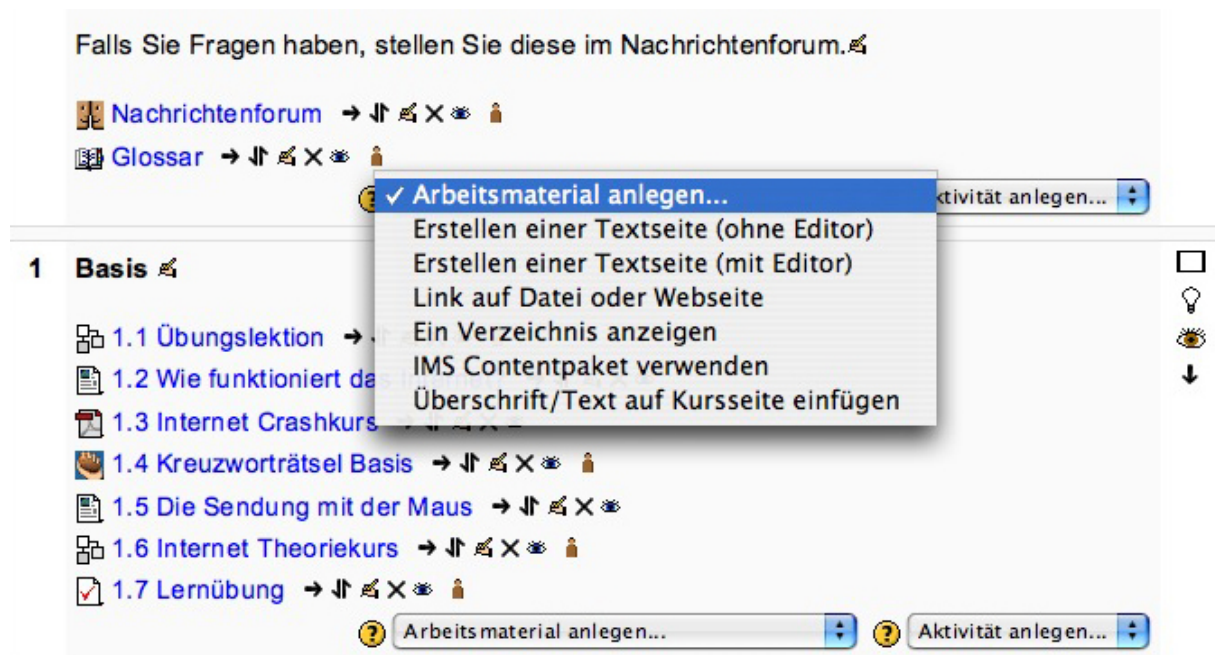 Falls Sie Fragen haben, stellen Sie diese im Nachrichtenforum.
Nachrichtenforum
Glossar
Arbeitsmaterial anlegen...
ktivität anlegen...
Erstellen einer Textseite (ohne Editor)
Erstellen einer Textseite (mit Editor)
Link auf Datei oder Webseite
Ein Verzeichnis anzeigen
IMS Contentpaket verwenden
Überschrift/Text auf Kursseite einfügen
1 Basis
1.1 Übungslektion
1.2 Wie funktioniert das Internet?
1.3 Internet Crashkurs
1.4 Kreuzworträtsel Basis
1.5 Die Sendung mit der Maus
1.6 Internet Theoriekurs
1.7 Lernübung
Arbeitsmaterial anlegen... Aktivität anlegen...